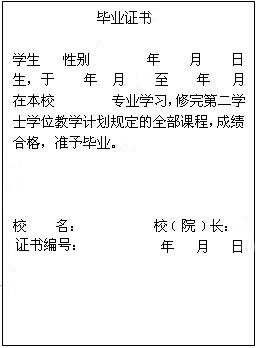 毕业证书
学生 性别 年 月 日
生，于 年 月 至 年 月
在本校 专业学习，修完第二学
士学位教学计划规定的全部课程，成绩
合格，准予毕业。
校 名： 校（院）长：
证书编号： 年 月 日